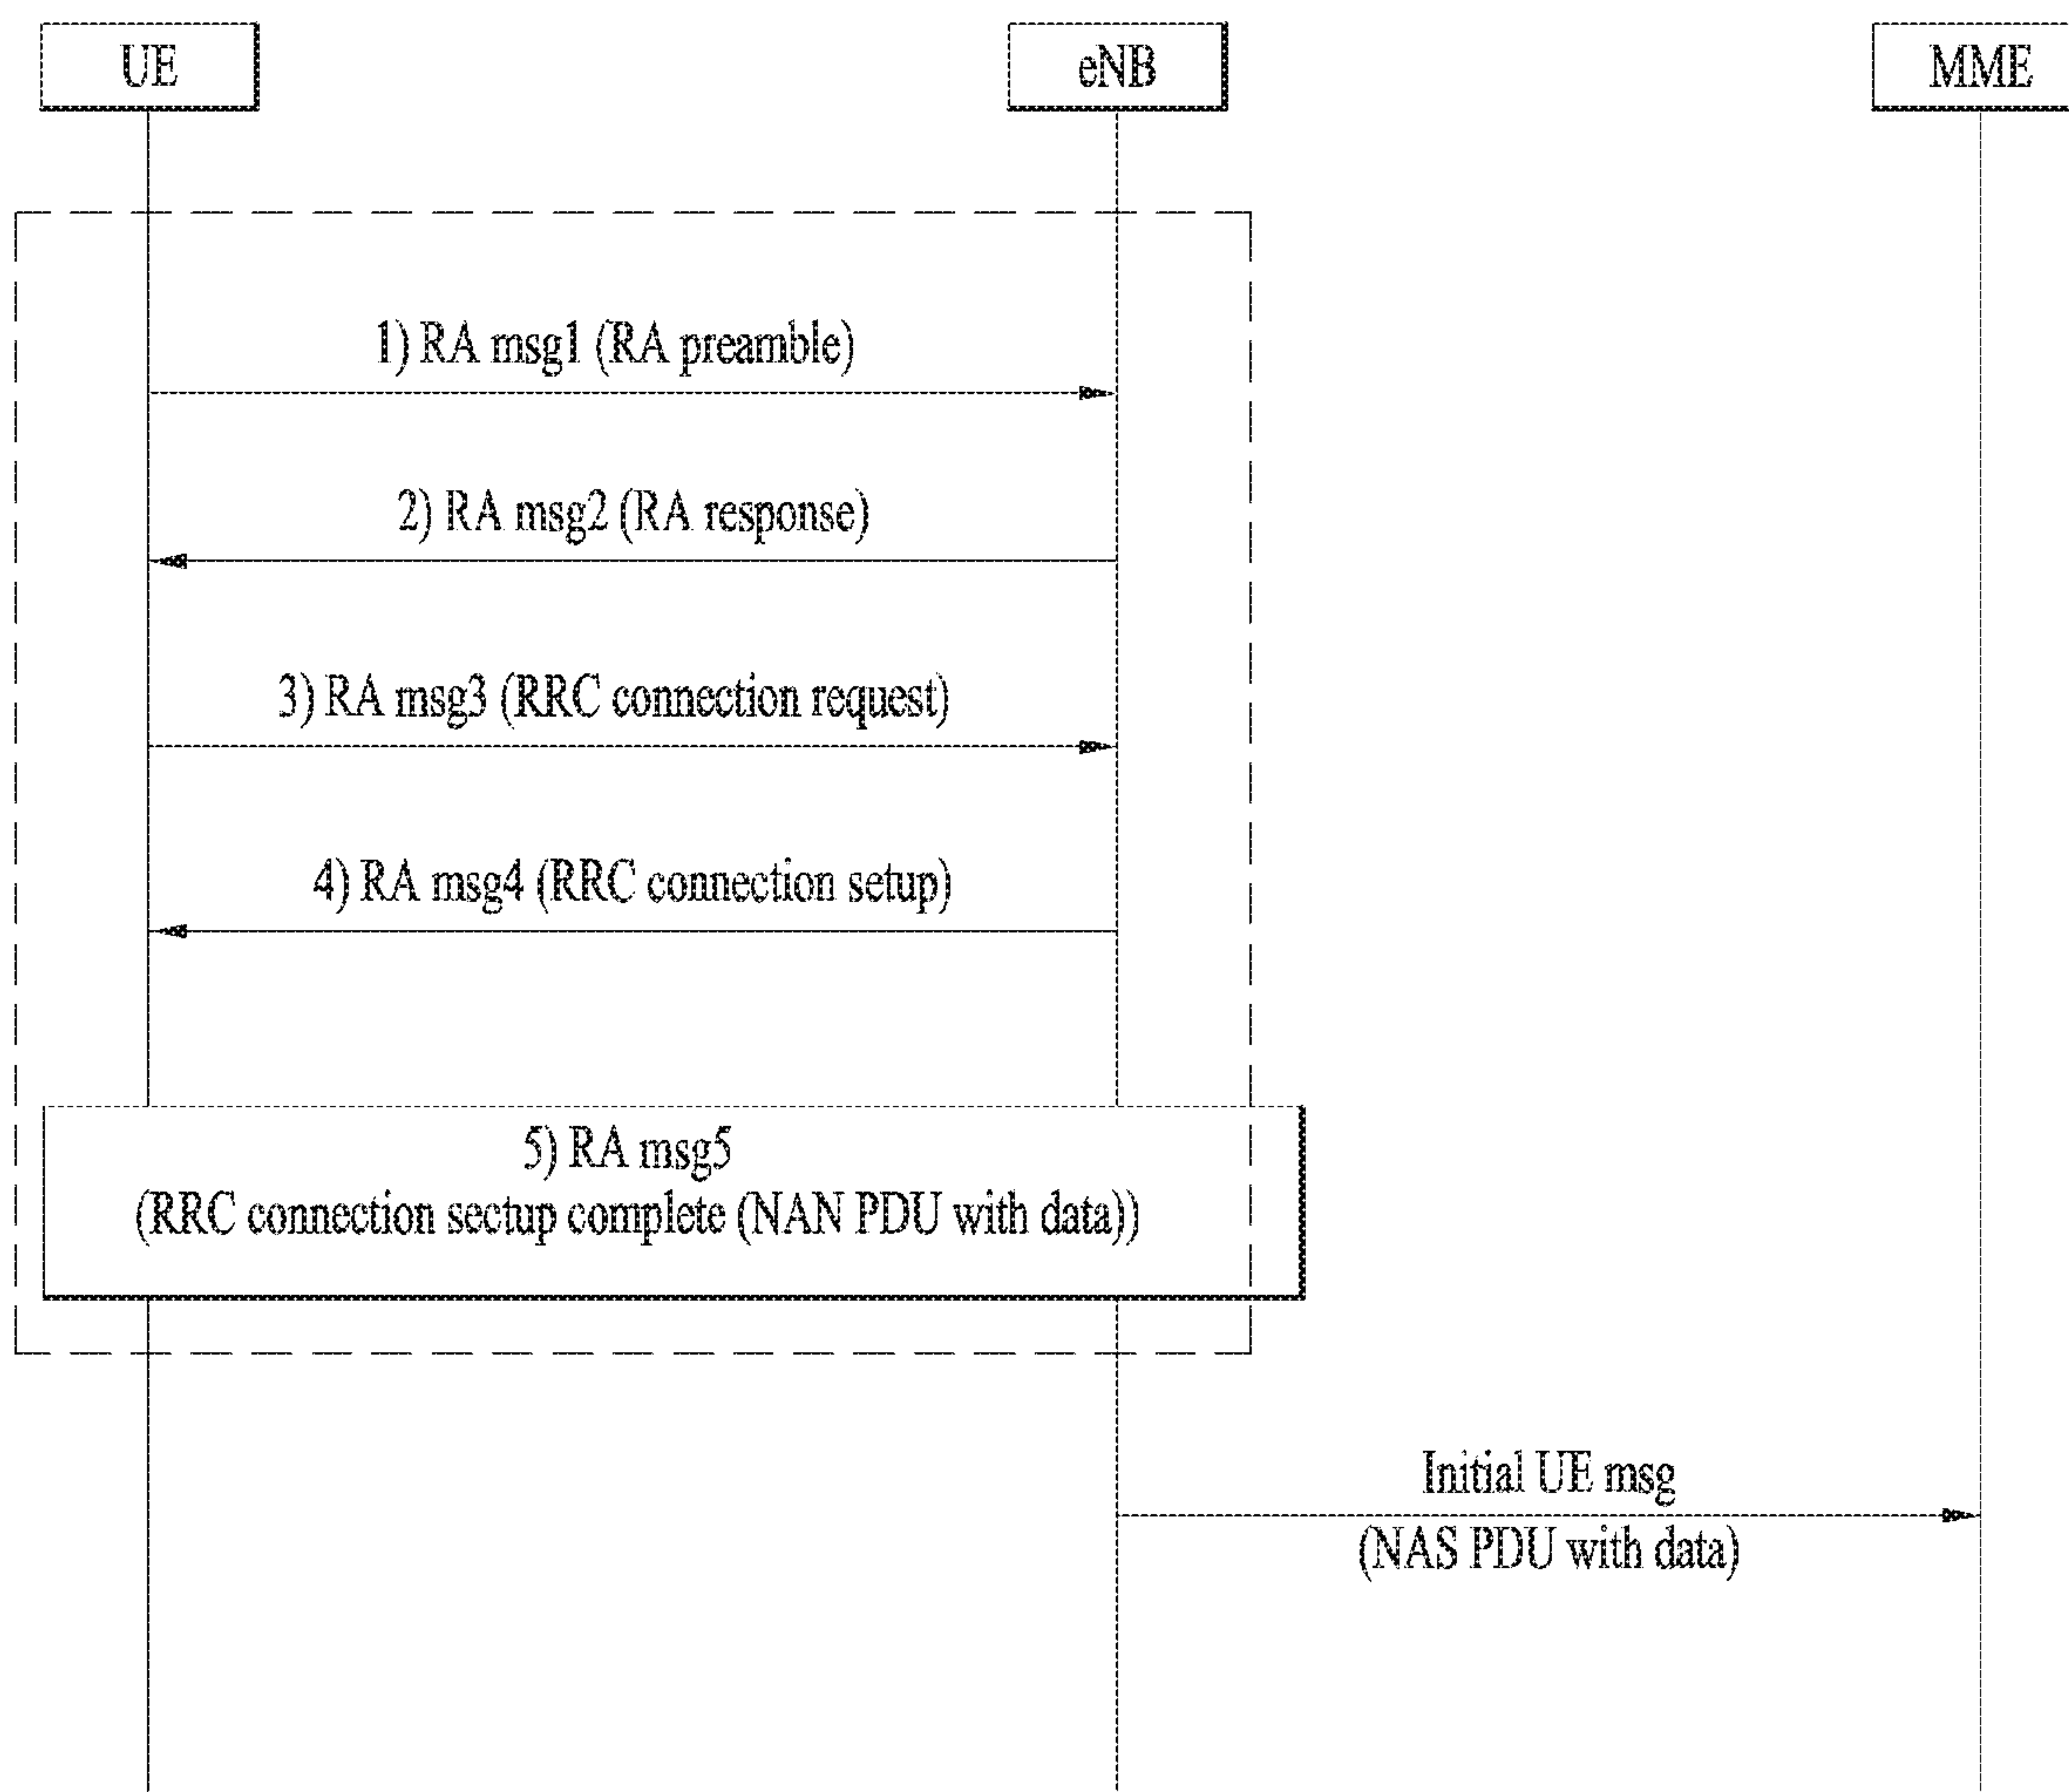 UE
eNB
MME
1) RA msg1 (RA preamble)
2) RA msg2 (RA response)
3) RA msg3 (RRC connection request)
4) RA msg4 (RRC connection setup)
5) RA msg5
(RRC connection sectup complete (NAN PDU with data))
Initial UE msg
(NAS PDU with data)